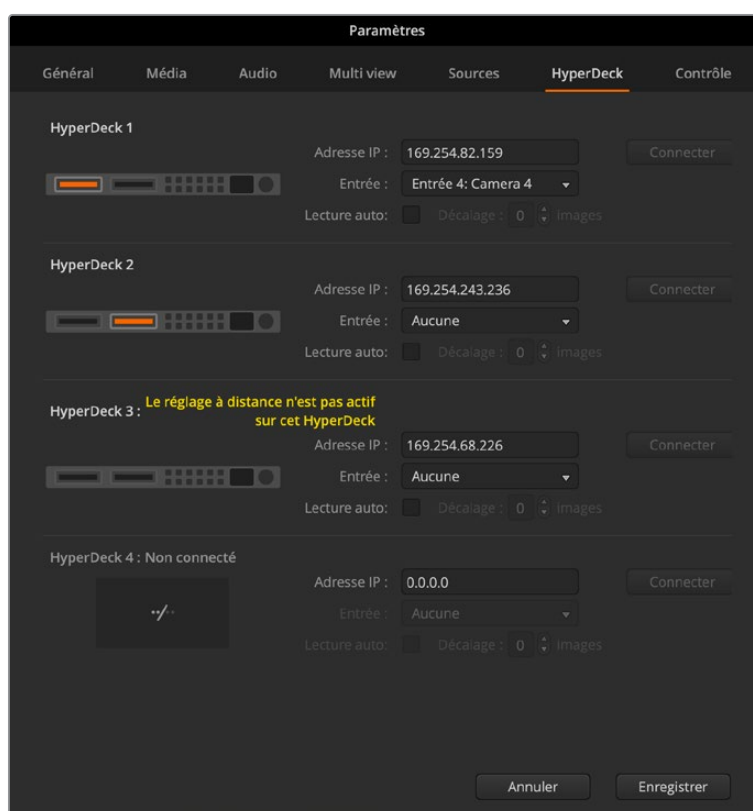 Paramètres
Général Média Audio Multi view Sources HyperDeck Contrôle
HyperDeck 1
Adresse IP : 169.254.82.159 Connecter
Entrée : Entrée 4: Camera 4
Lecture auto: Décalage : 0 images
HyperDeck 2
Adresse IP : 169.254.243.236 Connecter
Entrée : Aucune
Lecture auto: Décalage : 0 images
HyperDeck 3 : Le réglage à distance n'est pas actif
sur cet HyperDeck
Adresse IP : 169.254.68.226 Connecter
Entrée : Aucune
Lecture auto: Décalage : 0 images
HyperDeck 4 : Non connecté
Adresse IP : 0.0.0.0 Connecter
Entrée : Aucune
Lecture auto: Décalage : 0 images
Annuler Enregistrer